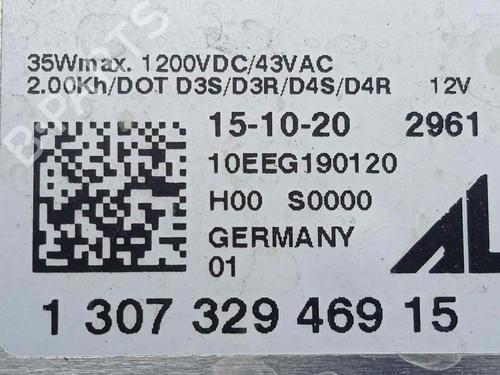 35Wmax. 1200VDC/43VAC
2.00Kh/DOT D3S/D3R/D4S/D4R 12V
15-10-20 2961
10EEG190120
H00 S0000
GERMANY
01
1 307 329 469 15